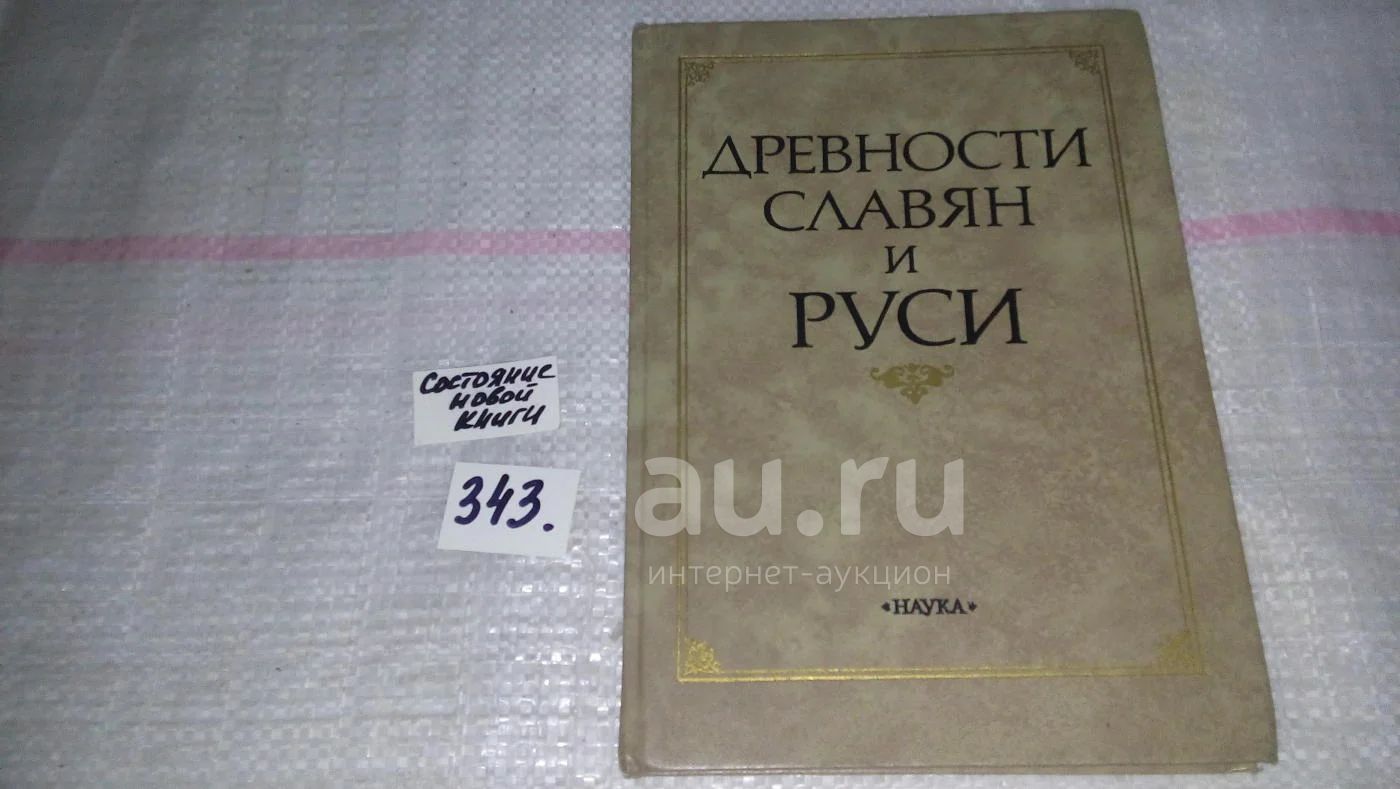 ДРЕВНОСТИ
СЛАВЯН
И
РУСИ
«НАУКА»
Состояние
новой
книги
343.
au.ru
интернет-аукцион